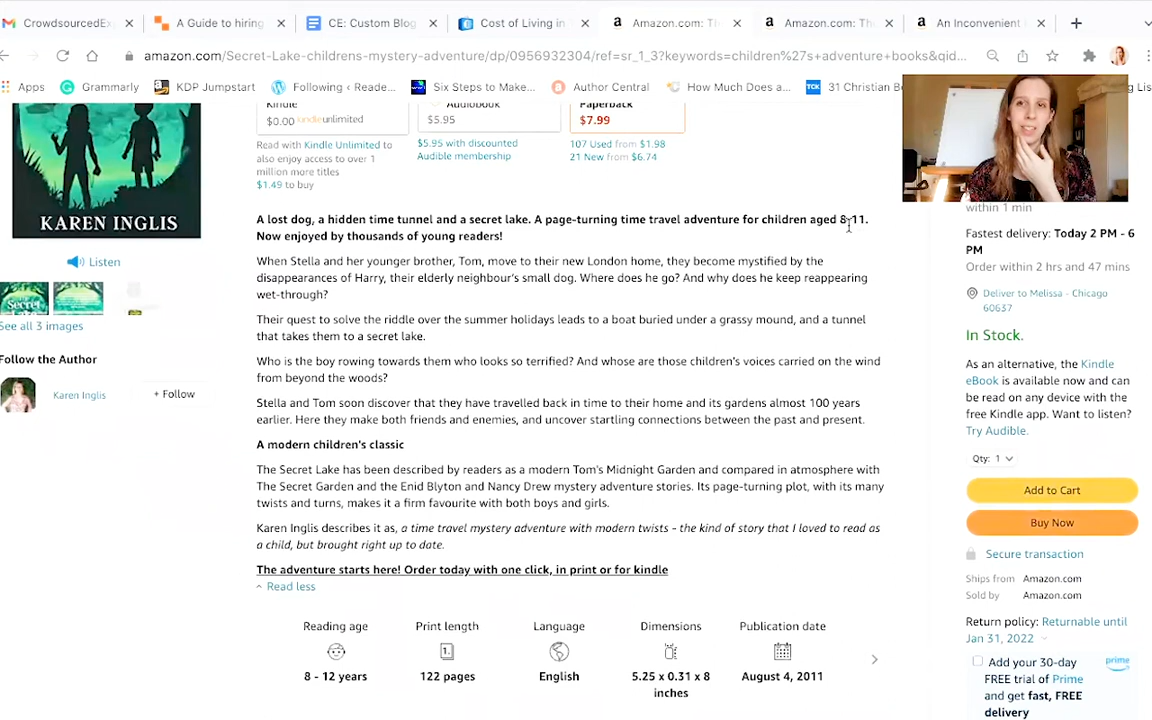 CrowdsourcedEx
A Guide to hiring
CE: Custom Blog
Cost of Living in
Amazon.com: Th
Amazon.com: The
An Inconvenient
amazon.com/Secret-Lake-childrens-mystery-adventure/dp/0956932304/ref=sr_1_3?keywords=children%27s+adventure+books&qid...
Apps
Grammarly
KDP Jumpstart
Following ‹ Reade...
Six Steps to Make...
Author Central
How Much Does a...
31 Christian
KAREN INGLIS
Listen
See all 3 images
Follow the Author
Karen Inglis
+ Follow
Kindle
$0.00 kindleunlimited
Read with Kindle Unlimited to
also enjoy access to over 1
million more titles
$1.49 to buy
Audiobook
$5.95
$5.95 with discounted
Audible membership
Paperback
$7.99
107 Used from $1.98
21 New from $6.74
A lost dog, a hidden time tunnel and a secret lake. A page-turning time travel adventure for children aged 8-11.
Now enjoyed by thousands of young readers!
When Stella and her younger brother, Tom, move to their new London home, they become mystified by the
disappearances of Harry, their elderly neighbour's small dog. Where does he go? And why does he keep reappearing
wet-through?
Their quest to solve the riddle over the summer holidays leads to a boat buried under a grassy mound, and a tunnel
that takes them to a secret lake.
Who is the boy rowing towards them who looks so terrified? And whose are those children's voices carried on the wind
from beyond the woods?
Stella and Tom soon discover that they have travelled back in time to their home and its gardens almost 100 years
earlier. Here they make both friends and enemies, and uncover startling connections between the past and present.
A modern children's classic
The Secret Lake has been described by readers as a modern Tom's Midnight Garden and compared in atmosphere with
The Secret Garden and the Enid Blyton and Nancy Drew mystery adventure stories. Its page-turning plot, with its many
twists and turns, makes it a firm favourite with both boys and girls.
Karen Inglis describes it as, a time travel mystery adventure with modern twists - the kind of story that I loved to read as
a child, but brought right up to date.
The adventure starts here! Order today with one click, in print or for kindle
Read less
Reading age
8 - 12 years
Print length
122 pages
Language
English
Dimensions
5.25 x 0.31 x 8
inches
Publication date
August 4, 2011
within 1 min
Fastest delivery: Today 2 PM - 6
PM
Order within 2 hrs and 47 mins
Deliver to Melissa - Chicago
60637
In Stock.
As an alternative, the Kindle
eBook is available now and can
be read on any device with the
free Kindle app. Want to listen?
Try Audible.
Qty: 1
Add to Cart
Buy Now
Secure transaction
Ships from Amazon.com
Sold by Amazon.com
Return policy: Returnable until
Jan 31, 2022
Add your 30-day
FREE trial of Prime
and get fast, FREE
delivery
prime